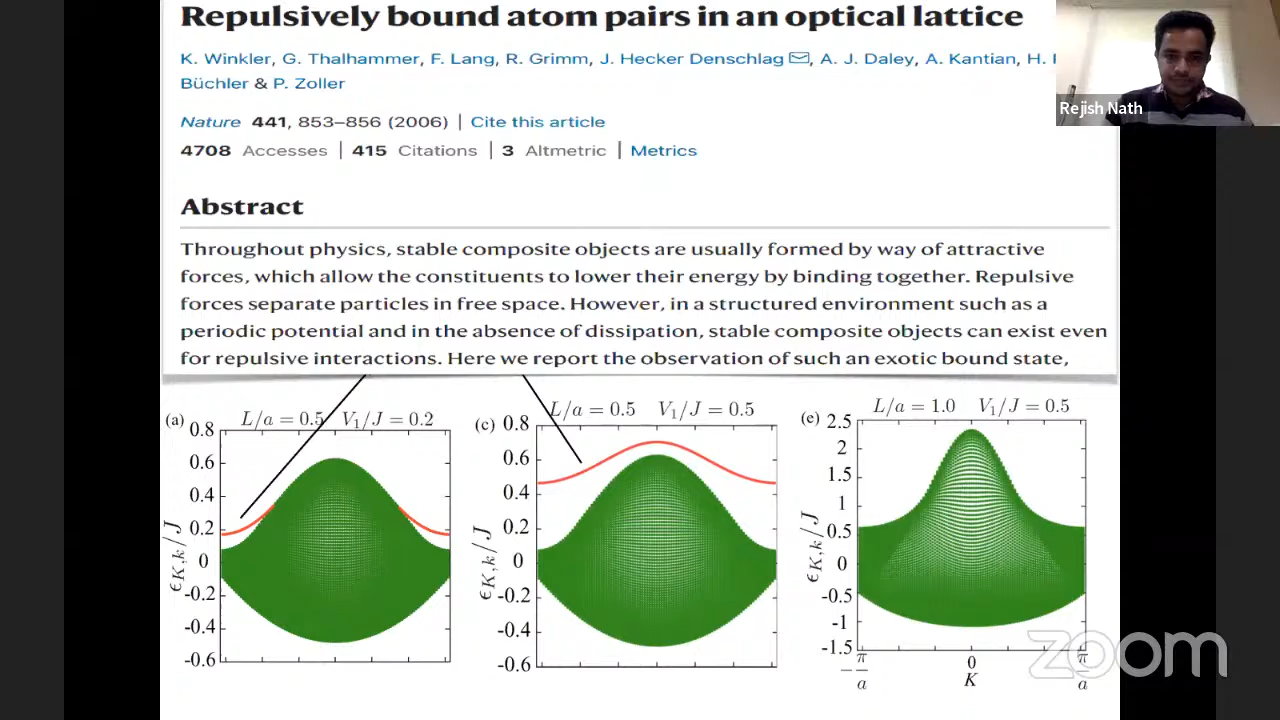 Repulsively bound atom pairs in an optical lattice
K. Winkler, G. Thalhammer, F. Lang, R. Grimm, J. Hecker Denschlag, A. J. Daley, A. Kantian, H.
Büchler & P. Zoller
Rejish Nath
Nature 441, 853–856 (2006) | Cite this article
4708 Accesses | 415 Citations | 3 Altmetric | Metrics
Abstract
Throughout physics, stable composite objects are usually formed by way of attractive
forces, which allow the constituents to lower their energy by binding together. Repulsive
forces separate particles in free space. However, in a structured environment such as a
periodic potential and in the absence of dissipation, stable composite objects can exist even
for repulsive interactions. Here we report the observation of such an exotic bound state,
(a) L/a = 0.5 V₁/J = 0.2
0.8
0.6
0.4
0.2
0
-0.2
-0.4
-0.6
ϵ_{K,k}/J
(c) L/a = 0.5 V₁/J = 0.5
0.8
0.6
0.4
0.2
0
-0.2
-0.4
-0.6
ϵ_{K,k}/J
(e) L/a = 1.0 V₁/J = 0.5
2.5
2
1.5
1
0.5
0
-0.5
-1
-1.5
ϵ_{K,k}/J
-π/a 0 π/a
K
zoom